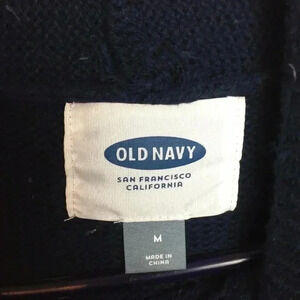 OLD NAVY
SAN FRANCISCO
CALIFORNIA
M
MADE IN
CHINA